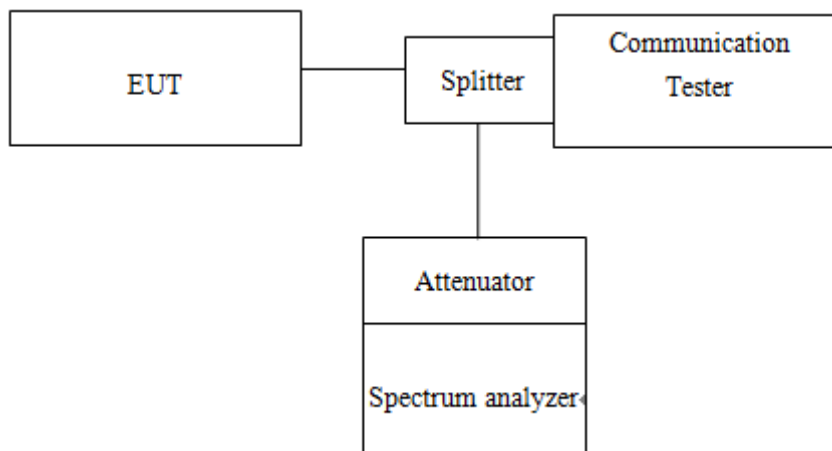 EUT
Splitter
Communication
Tester
Attenuator
Spectrum analyzer